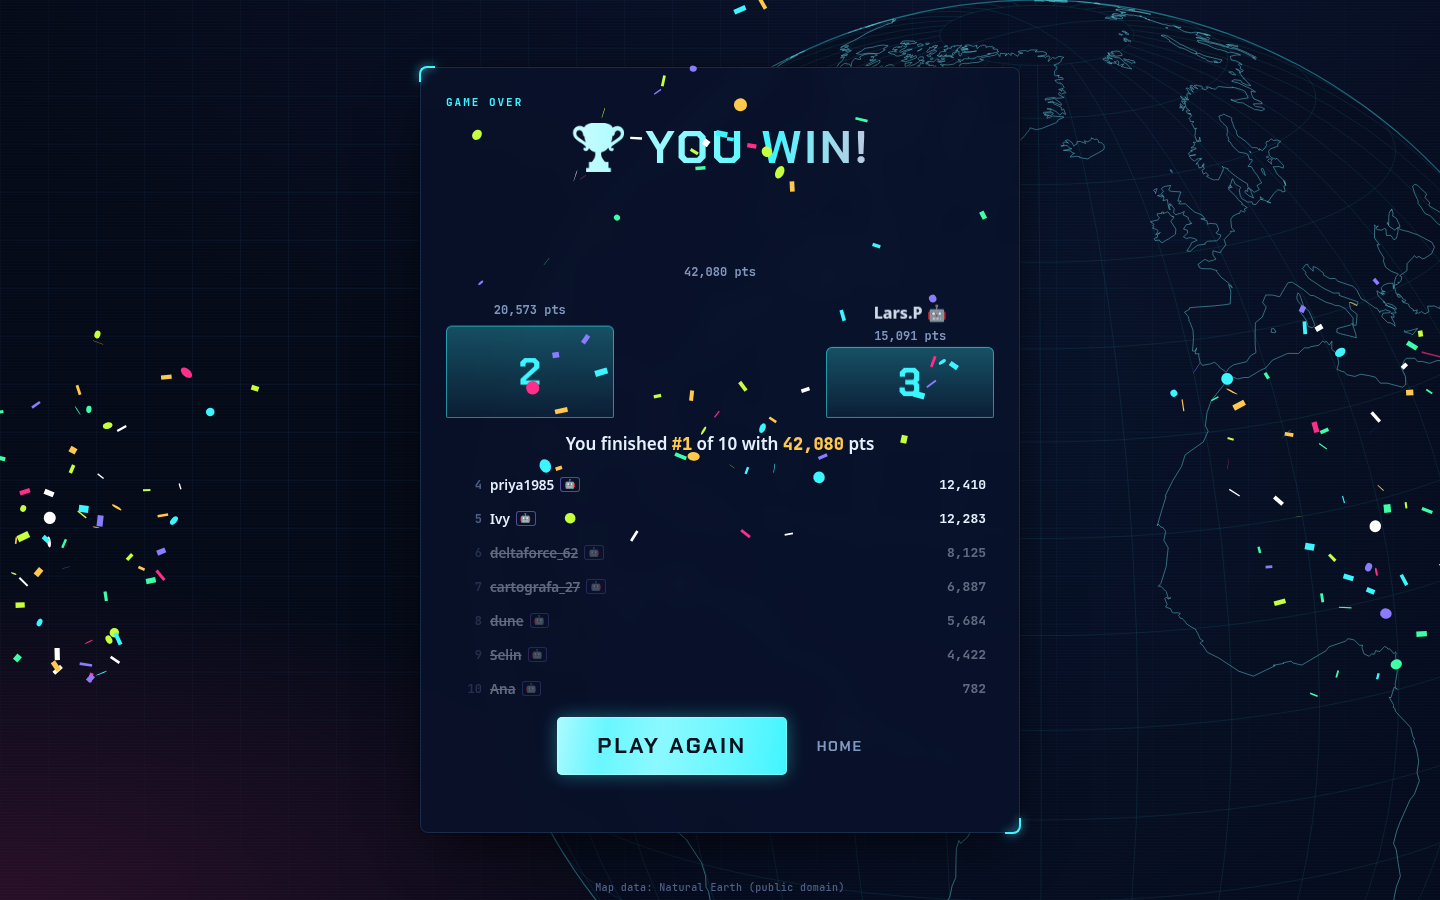 GAME OVER
🏆 YOU WIN!
42,080 pts
20,573 pts
2
Lars.P 🤖
15,091 pts
3
You finished #1 of 10 with 42,080 pts
4 priya1985 🤖 12,410
5 Ivy 🤖 12,283
6 deltaforce_62 🤖 8,125
7 cartografa_27 🤖 6,887
8 dune 🤖 5,684
9 Selin 🤖 4,422
10 Ana 🤖 782
PLAY AGAIN
HOME
Map data: Natural Earth (public domain)